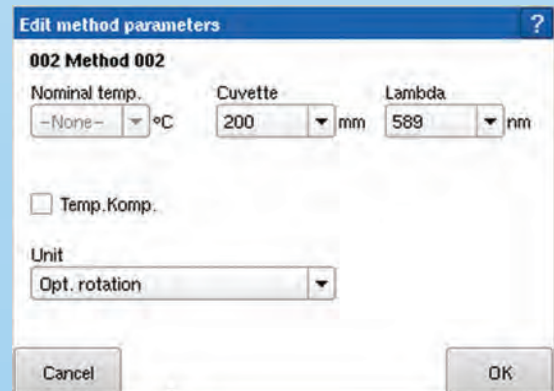 Edit method parameters ?
002 Method 002
Nominal temp. Cuvette Lambda
-None- °C 200 mm 589 nm
Temp.Komp.
Unit
Opt. rotation
Cancel OK